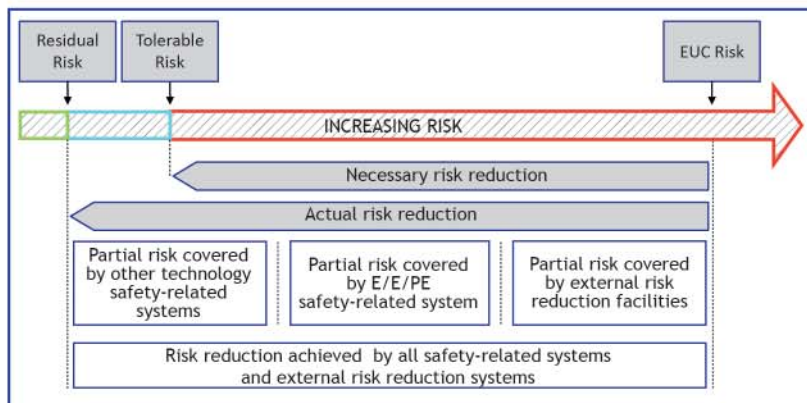 Residual
Risk
Tolerable
Risk
EUC Risk
INCREASING RISK
Necessary risk reduction
Actual risk reduction
Partial risk covered
by other technology
safety-related
systems
Partial risk covered
by E/E/PE
safety-related system
Partial risk covered
by external risk
reduction facilities
Risk reduction achieved by all safety-related systems
and external risk reduction systems